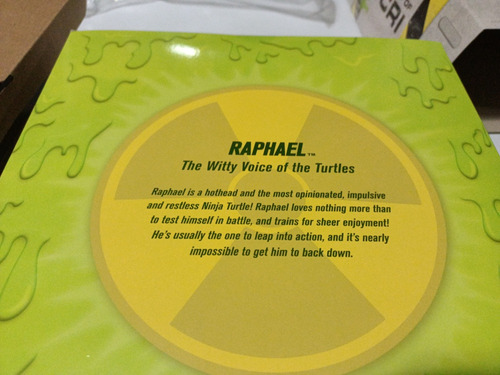 OF
CRI
RAPHAEL™
The Witty Voice of the Turtles
Raphael is a hothead and the most opinionated, impulsive
and restless Ninja Turtle! Raphael loves nothing more than
to test himself in battle, and trains for sheer enjoyment!
He's usually the one to leap into action, and it's nearly
impossible to get him to back down.